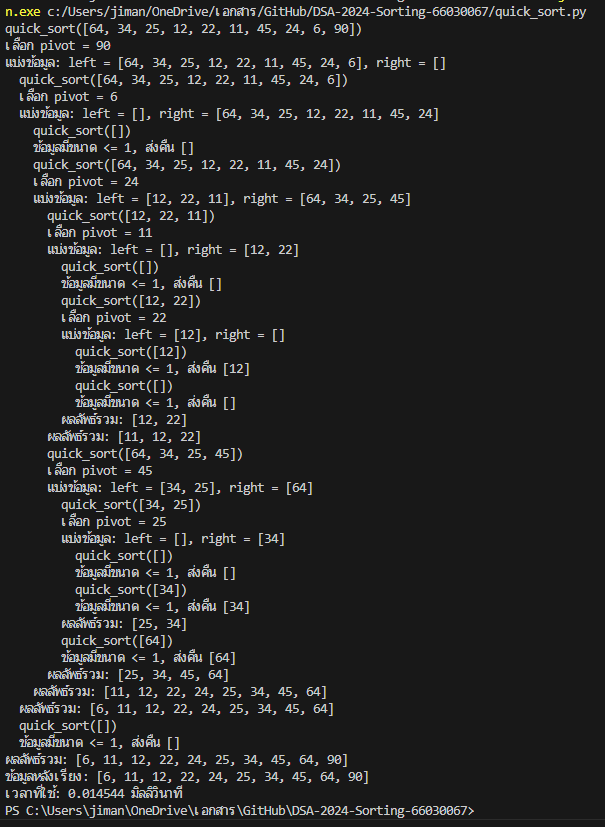 n.exe c:/Users/jiman/OneDrive/เอกสาร/GitHub/DSA-2024-Sorting-66030067/quick_sort.py
quick_sort([64, 34, 25, 12, 22, 11, 45, 24, 6, 90])
เลือก pivot = 90
แบ่งข้อมูล: left = [64, 34, 25, 12, 22, 11, 45, 24, 6], right = []
quick_sort([64, 34, 25, 12, 22, 11, 45, 24, 6])
เลือก pivot = 6
แบ่งข้อมูล: left = [], right = [64, 34, 25, 12, 22, 11, 45, 24]
quick_sort([])
ข้อมูลมีขนาด <= 1, ส่งคืน []
quick_sort([64, 34, 25, 12, 22, 11, 45, 24])
เลือก pivot = 24
แบ่งข้อมูล: left = [12, 22, 11], right = [64, 34, 25, 45]
quick_sort([12, 22, 11])
เลือก pivot = 11
แบ่งข้อมูล: left = [], right = [12, 22]
quick_sort([])
ข้อมูลมีขนาด <= 1, ส่งคืน []
quick_sort([12, 22])
เลือก pivot = 22
แบ่งข้อมูล: left = [12], right = []
quick_sort([12])
ข้อมูลมีขนาด <= 1, ส่งคืน [12]
quick_sort([])
ข้อมูลมีขนาด <= 1, ส่งคืน []
ผลลัพธ์รวม: [12, 22]
ผลลัพธ์รวม: [11, 12, 22]
quick_sort([64, 34, 25, 45])
เลือก pivot = 45
แบ่งข้อมูล: left = [34, 25], right = [64]
quick_sort([34, 25])
เลือก pivot = 25
แบ่งข้อมูล: left = [], right = [34]
quick_sort([])
ข้อมูลมีขนาด <= 1, ส่งคืน []
quick_sort([34])
ข้อมูลมีขนาด <= 1, ส่งคืน [34]
ผลลัพธ์รวม: [25, 34]
quick_sort([64])
ข้อมูลมีขนาด <= 1, ส่งคืน [64]
ผลลัพธ์รวม: [25, 34, 45, 64]
ผลลัพธ์รวม: [11, 12, 22, 24, 25, 34, 45, 64]
ผลลัพธ์รวม: [6, 11, 12, 22, 24, 25, 34, 45, 64]
quick_sort([])
ข้อมูลมีขนาด <= 1, ส่งคืน []
ผลลัพธ์รวม: [6, 11, 12, 22, 24, 25, 34, 45, 64, 90]
ข้อมูลหลังเรียง: [6, 11, 12, 22, 24, 25, 34, 45, 64, 90]
เวลาที่ใช้: 0.014544 มิลลิวินาที
PS C:\Users\jiman\OneDrive\เอกสาร\GitHub\DSA-2024-Sorting-66030067>